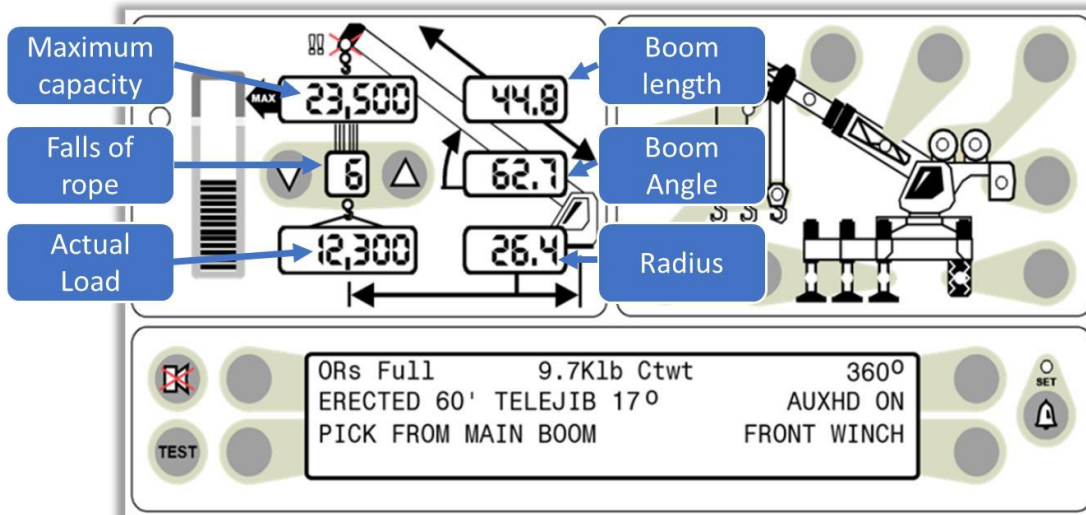 Maximum
capacity
Falls of
rope
Actual
Load
!!
MAX
23,500
6
12,300
44.8
62.7
26.4
Boom
length
Boom
Angle
Radius
ORs Full 9.7Klb Ctwt 360º
ERECTED 60' TELEJIB 17º AUXHD ON
PICK FROM MAIN BOOM FRONT WINCH
TEST
SET